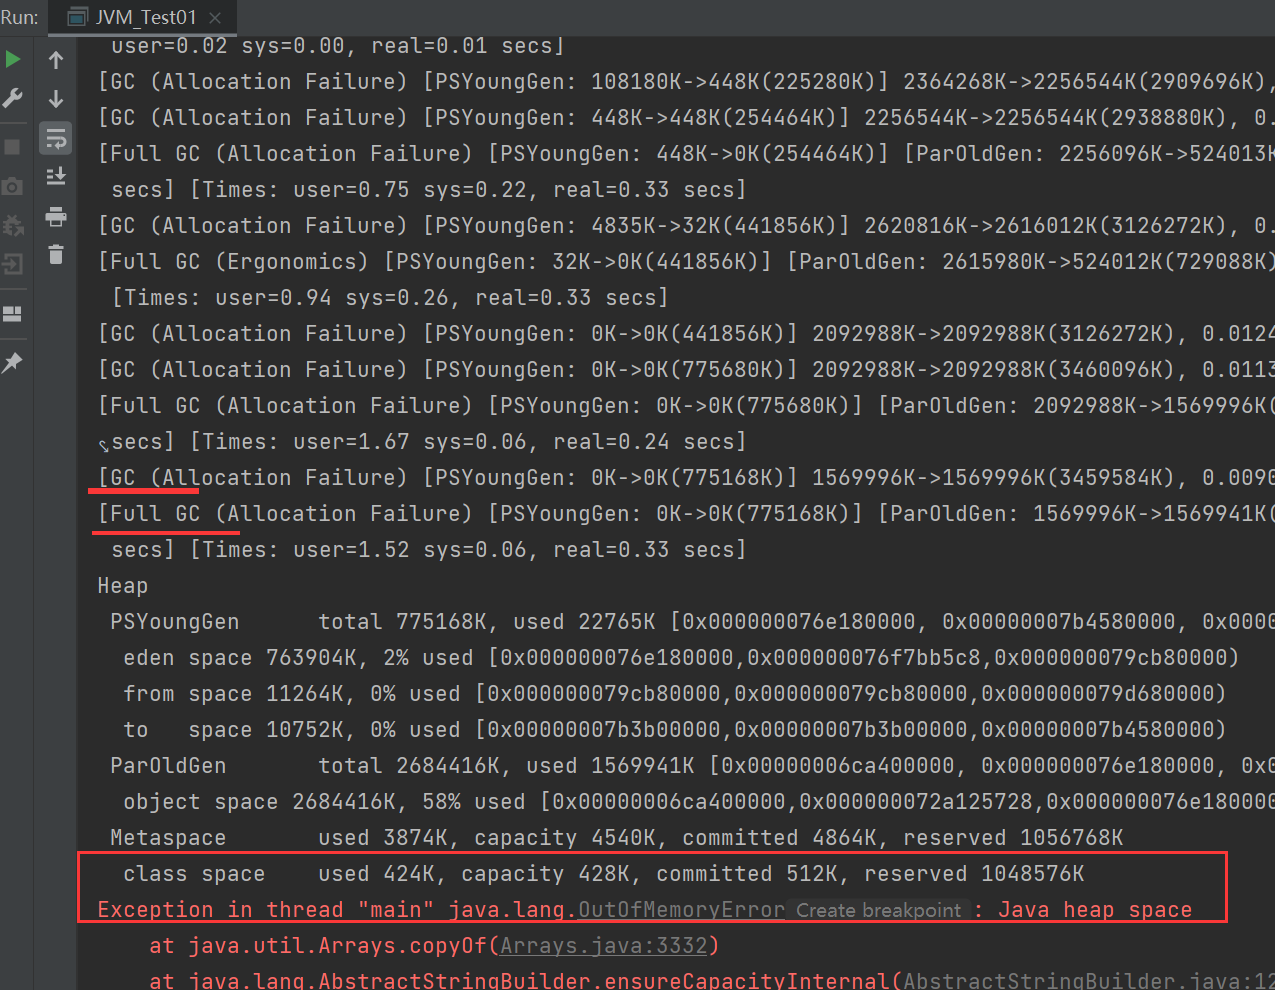 Run: JVM_Test01
user=0.02 sys=0.00, real=0.01 secs]
[GC (Allocation Failure) [PSYoungGen: 108180K->448K(225280K)] 2364268K->2256544K(2909696K),
[GC (Allocation Failure) [PSYoungGen: 448K->448K(254464K)] 2256544K->2256544K(2938880K), 0.
[Full GC (Allocation Failure) [PSYoungGen: 448K->0K(254464K)] [ParOldGen: 2256096K->524013K
secs] [Times: user=0.75 sys=0.22, real=0.33 secs]
[GC (Allocation Failure) [PSYoungGen: 4835K->32K(441856K)] 2620816K->2616012K(3126272K), 0.
[Full GC (Ergonomics) [PSYoungGen: 32K->0K(441856K)] [ParOldGen: 2615980K->524012K(729088K)
[Times: user=0.94 sys=0.26, real=0.33 secs]
[GC (Allocation Failure) [PSYoungGen: 0K->0K(441856K)] 2092988K->2092988K(3126272K), 0.0124
[GC (Allocation Failure) [PSYoungGen: 0K->0K(775680K)] 2092988K->2092988K(3460096K), 0.0113
[Full GC (Allocation Failure) [PSYoungGen: 0K->0K(775680K)] [ParOldGen: 2092988K->1569996K(
secs] [Times: user=1.67 sys=0.06, real=0.24 secs]
[GC (Allocation Failure) [PSYoungGen: 0K->0K(775168K)] 1569996K->1569996K(3459584K), 0.0090
[Full GC (Allocation Failure) [PSYoungGen: 0K->0K(775168K)] [ParOldGen: 1569996K->1569941K(
secs] [Times: user=1.52 sys=0.06, real=0.33 secs]
Heap
PSYoungGen total 775168K, used 22765K [0x000000076e180000, 0x00000007b4580000, 0x0000
eden space 763904K, 2% used [0x000000076e180000,0x000000076f7bb5c8,0x000000079cb80000)
from space 11264K, 0% used [0x000000079cb80000,0x000000079cb80000,0x000000079d680000)
to space 10752K, 0% used [0x00000007b3b00000,0x00000007b3b00000,0x00000007b4580000)
ParOldGen total 2684416K, used 1569941K [0x00000006ca400000, 0x000000076e180000, 0x0
object space 2684416K, 58% used [0x00000006ca400000,0x000000072a125728,0x000000076e180000
Metaspace used 3874K, capacity 4540K, committed 4864K, reserved 1056768K
class space used 424K, capacity 428K, committed 512K, reserved 1048576K
Exception in thread "main" java.lang.OutOfMemoryError Create breakpoint : Java heap space
at java.util.Arrays.copyOf(Arrays.java:3332)
at java.lang.AbstractStringBuilder.ensureCapacityInternal(AbstractStringBuilder.java:12